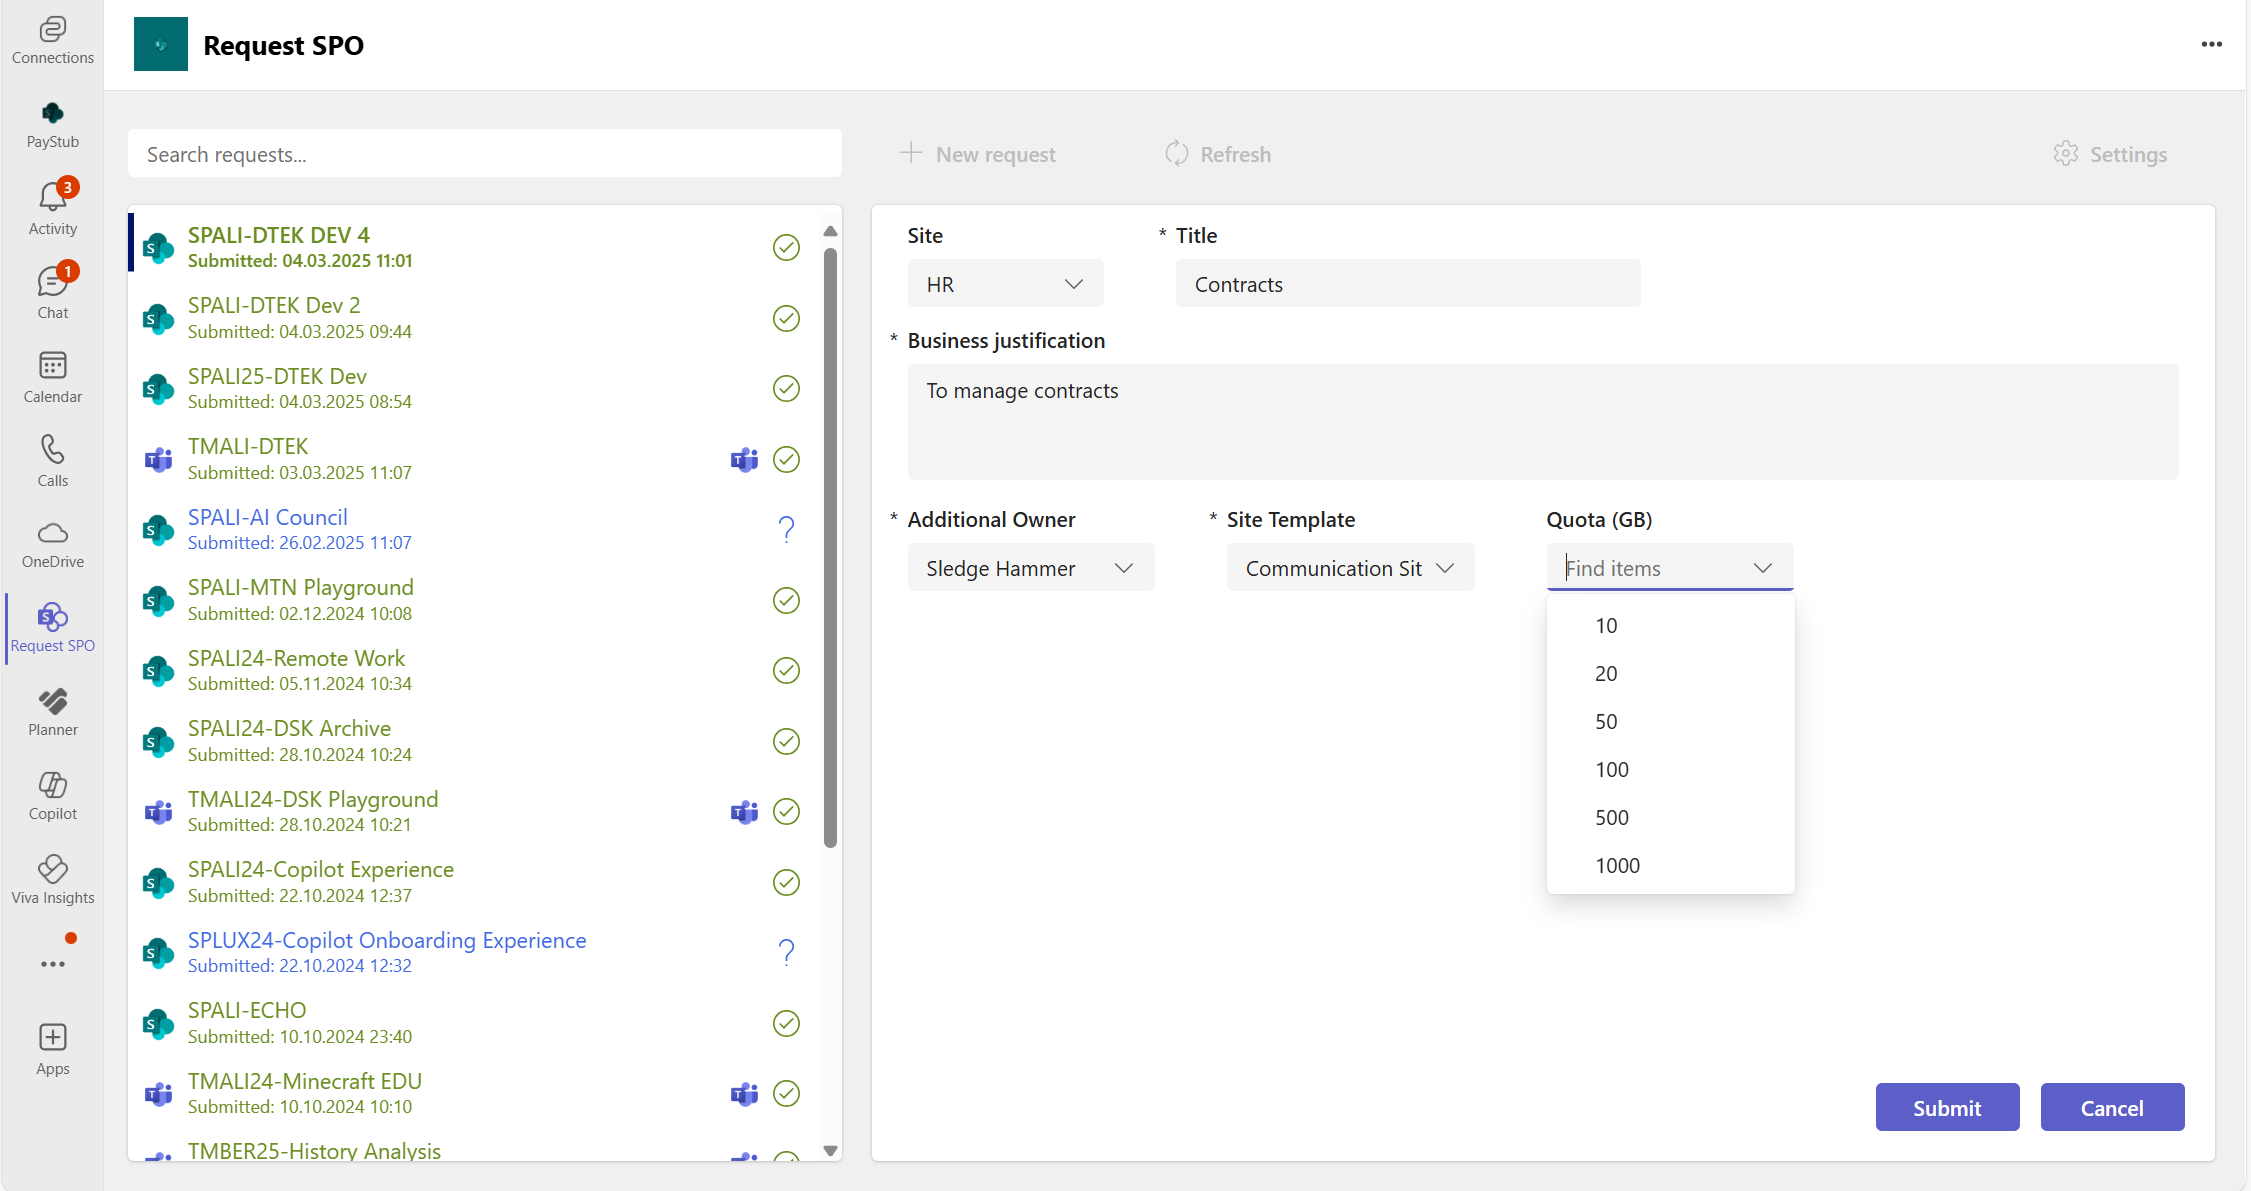 Connections
PayStub
3
Activity
1
Chat
Calendar
Calls
OneDrive
Request SPO
Planner
Copilot
Viva Insights
Apps
Request SPO
Search requests...
New request
Refresh
Settings
SPALI-DTEK DEV 4
Submitted: 04.03.2025 11:01
SPALI-DTEK Dev 2
Submitted: 04.03.2025 09:44
SPALI25-DTEK Dev
Submitted: 04.03.2025 08:54
TMALI-DTEK
Submitted: 03.03.2025 11:07
SPALI-AI Council
Submitted: 26.02.2025 11:07
?
SPALI-MTN Playground
Submitted: 02.12.2024 10:08
SPALI24-Remote Work
Submitted: 05.11.2024 10:34
SPALI24-DSK Archive
Submitted: 28.10.2024 10:24
TMALI24-DSK Playground
Submitted: 28.10.2024 10:21
SPALI24-Copilot Experience
Submitted: 22.10.2024 12:37
SPLUX24-Copilot Onboarding Experience
Submitted: 22.10.2024 12:32
?
SPALI-ECHO
Submitted: 10.10.2024 23:40
TMALI24-Minecraft EDU
Submitted: 10.10.2024 10:10
TMBER25-History Analysis
Site
* Title
HR
Contracts
* Business justification
To manage contracts
* Additional Owner
* Site Template
Quota (GB)
Sledge Hammer
Communication Sit
Find items
10
20
50
100
500
1000
Submit
Cancel